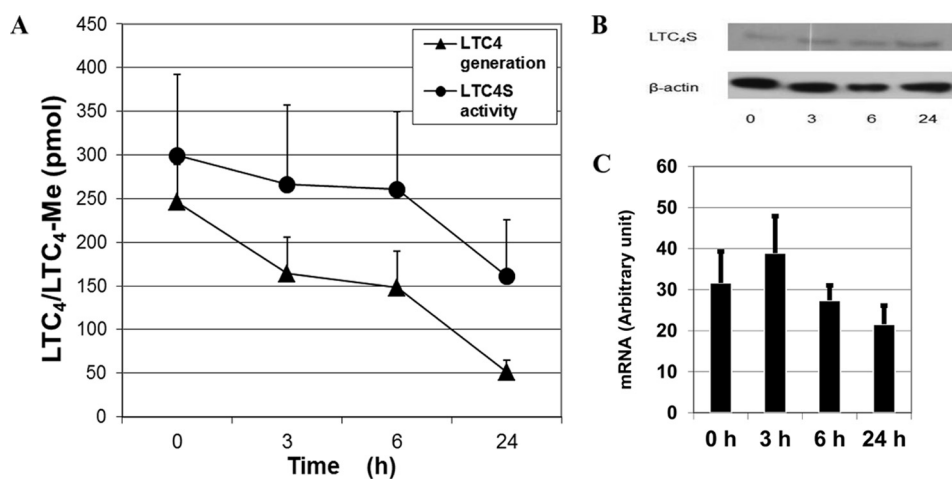 A
450
400
350
300
250
200
150
100
50
0
LTC4/LTC4-Me (pmol)
LTC4
generation
LTC4S
activity
0 3 6 24
Time (h)
B
LTC4S
β-actin
0 3 6 24
C
60
50
40
30
20
10
0
mRNA (Arbitrary unit)
0 h 3 h 6 h 24 h